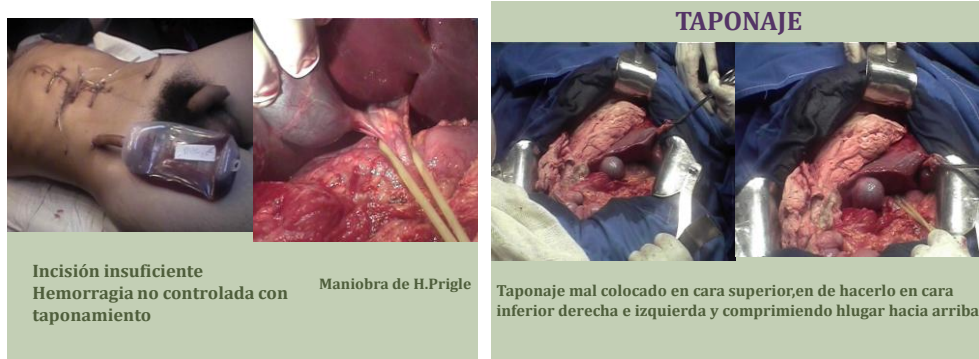 Incisión insuficiente
Hemorragia no controlada con
taponamiento
Maniobra de H.Prigle
TAPONAJE
Taponaje mal colocado en cara superior,en de hacerlo en cara
inferior derecha e izquierda y comprimiendo hlugar hacia arriba